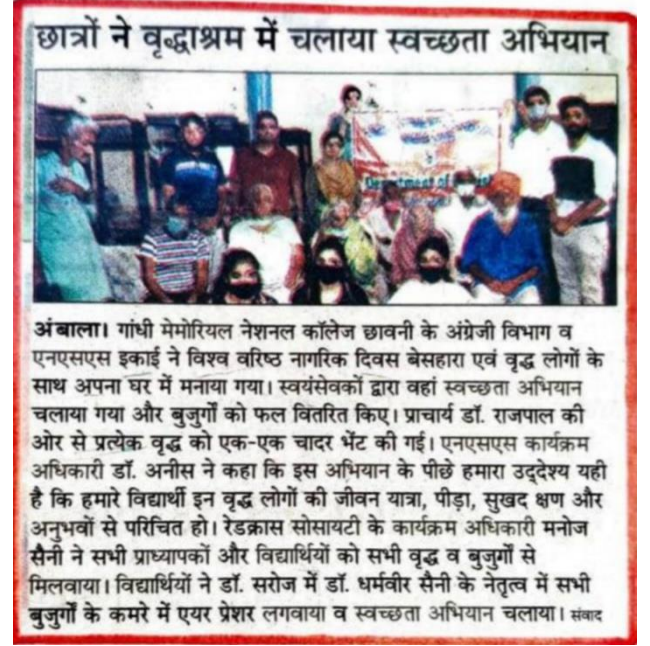 छात्रों ने वृद्धाश्रम में चलाया स्वच्छता अभियान
Department of
अंबाला। गांधी मेमोरियल नेशनल कॉलेज छावनी के अंग्रेजी विभाग व
एनएसएस इकाई ने विश्व वरिष्ठ नागरिक दिवस बेसहारा एवं वृद्ध लोगों के
साथ अपना घर में मनाया गया। स्वयंसेवकों द्वारा वहां स्वच्छता अभियान
चलाया गया और बुजुर्गों को फल वितरित किए। प्राचार्य डॉ. राजपाल की
ओर से प्रत्येक वृद्ध को एक-एक चादर भेंट की गई। एनएसएस कार्यक्रम
अधिकारी डॉ. अनीस ने कहा कि इस अभियान के पीछे हमारा उद्देश्य यही
है कि हमारे विद्यार्थी इन वृद्ध लोगों की जीवन यात्रा, पीड़ा, सुखद क्षण और
अनुभवों से परिचित हो। रेडक्रास सोसायटी के कार्यक्रम अधिकारी मनोज
सैनी ने सभी प्राध्यापकों और विद्यार्थियों को सभी वृद्ध व बुजुर्गों से
मिलवाया। विद्यार्थियों ने डॉ. सरोज में डॉ. धर्मवीर सैनी के नेतृत्व में सभी
बुजुर्गों के कमरे में एयर प्रेशर लगवाया व स्वच्छता अभियान चलाया। संवाद